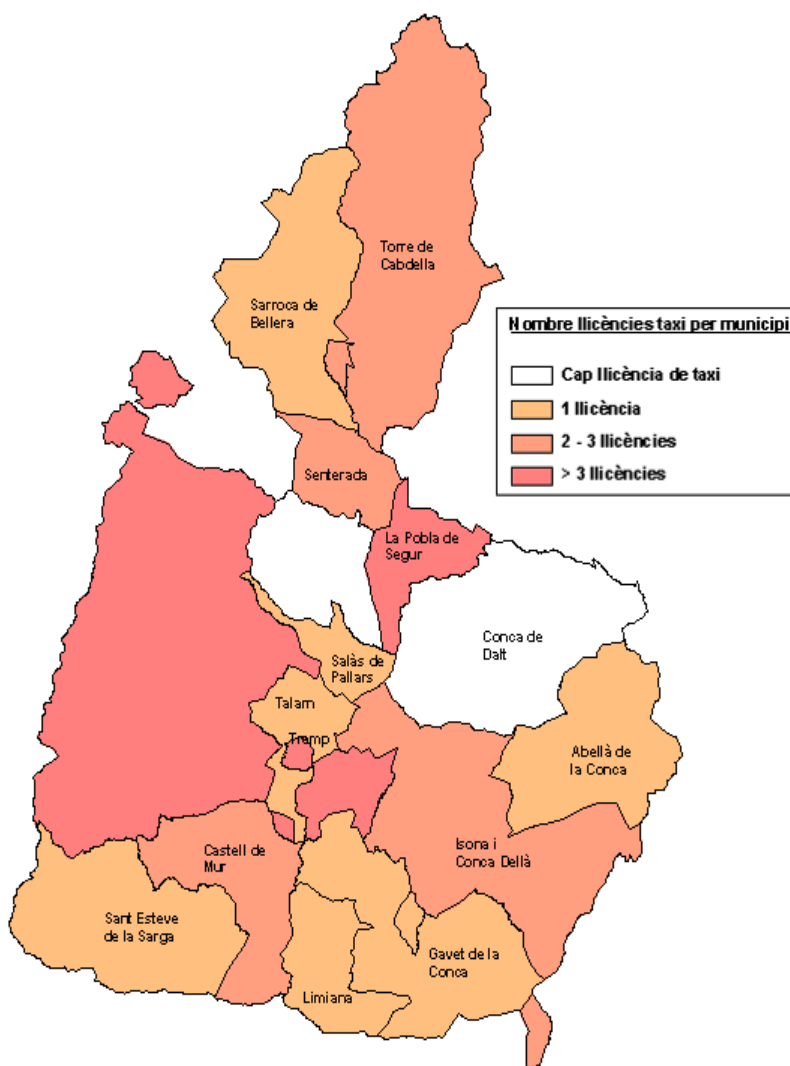 Torre de
Cabdella
Sarroca de
Bellera
Nombre llicències taxi per municipi
Cap llicència de taxi
1 llicència
2 - 3 llicències
> 3 llicències
Senterada
La Pobla de
Segur
Conca de
Dalt
Salàs de
Pallars
Talarn
Tremp
Abellà de
la Conca
Isona i
Conca Dellà
Castell de
Mur
Sant Esteve
de la Sarga
Gavet de la
Conca
Limiana